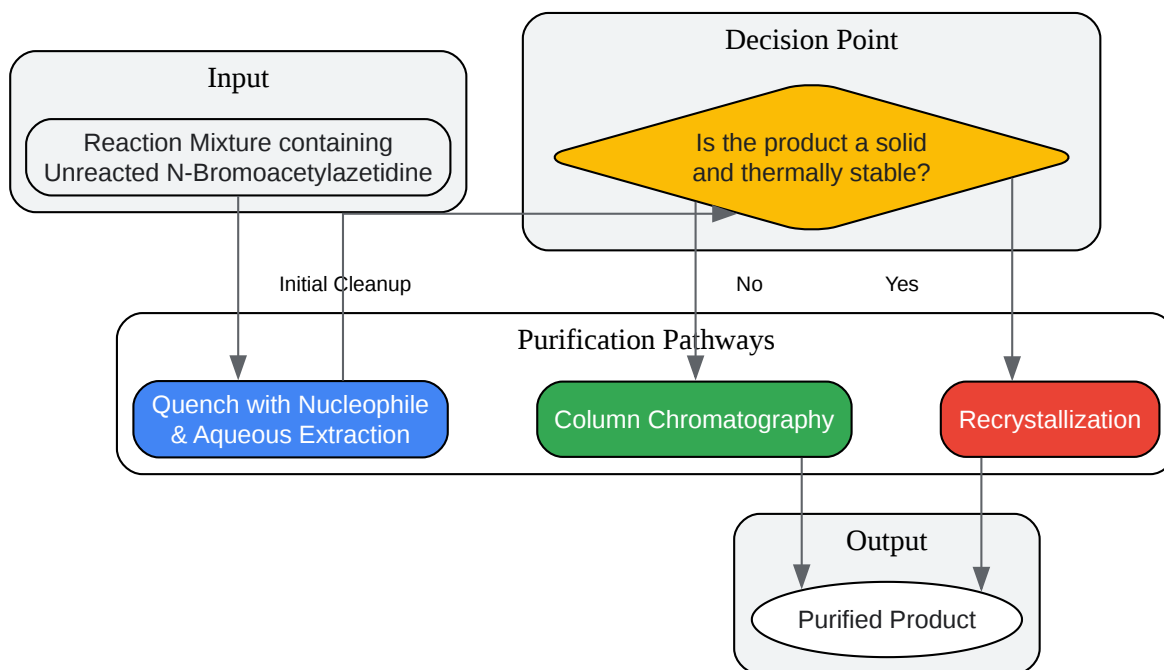 Decision Point
Input
Is the product a solid
and thermally stable?
Reaction Mixture containing
Unreacted N-Bromoacetylazetidine
Initial Cleanup
No
Yes
Purification Pathways
Quench with Nucleophile
& Aqueous Extraction
Column Chromatography
Recrystallization
Output
Purified Product